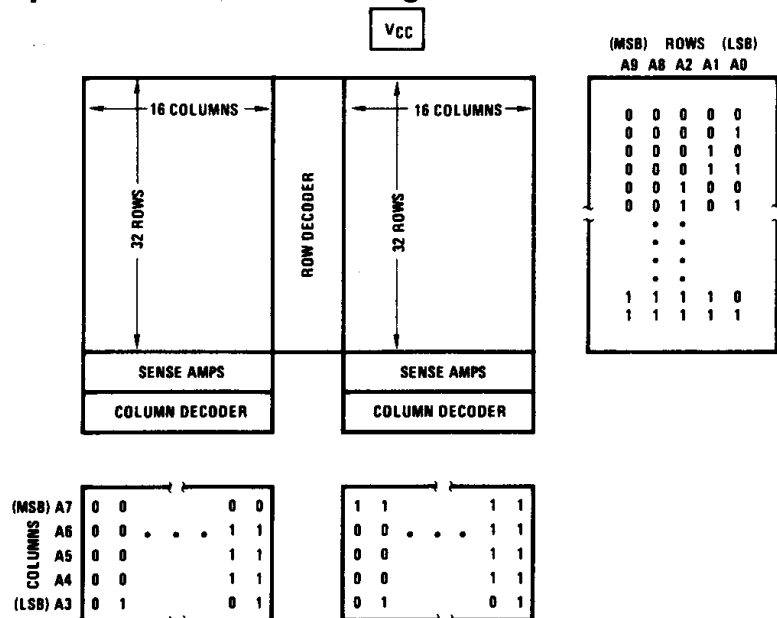 VCC
(MSB) ROWS (LSB)
A9 A8 A2 A1 A0
0 0 0 0 0
0 0 0 0 1
0 0 0 1 0
0 0 0 1 1
0 0 1 0 0
0 0 1 0 1
1 1 1 1 0
1 1 1 1 1
16 COLUMNS
32 ROWS
ROW DECODER
16 COLUMNS
32 ROWS
SENSE AMPS
COLUMN DECODER
SENSE AMPS
COLUMN DECODER
COLUMNS
(MSB) A7 0 0 0 0
A6 0 0 . . . 1 1
A5 0 0 1 1
A4 0 0 1 1
(LSB) A3 0 1 0 1
1 1 1 1
0 0 . . . 1 1
0 0 1 1
0 0 1 1
0 1 0 1